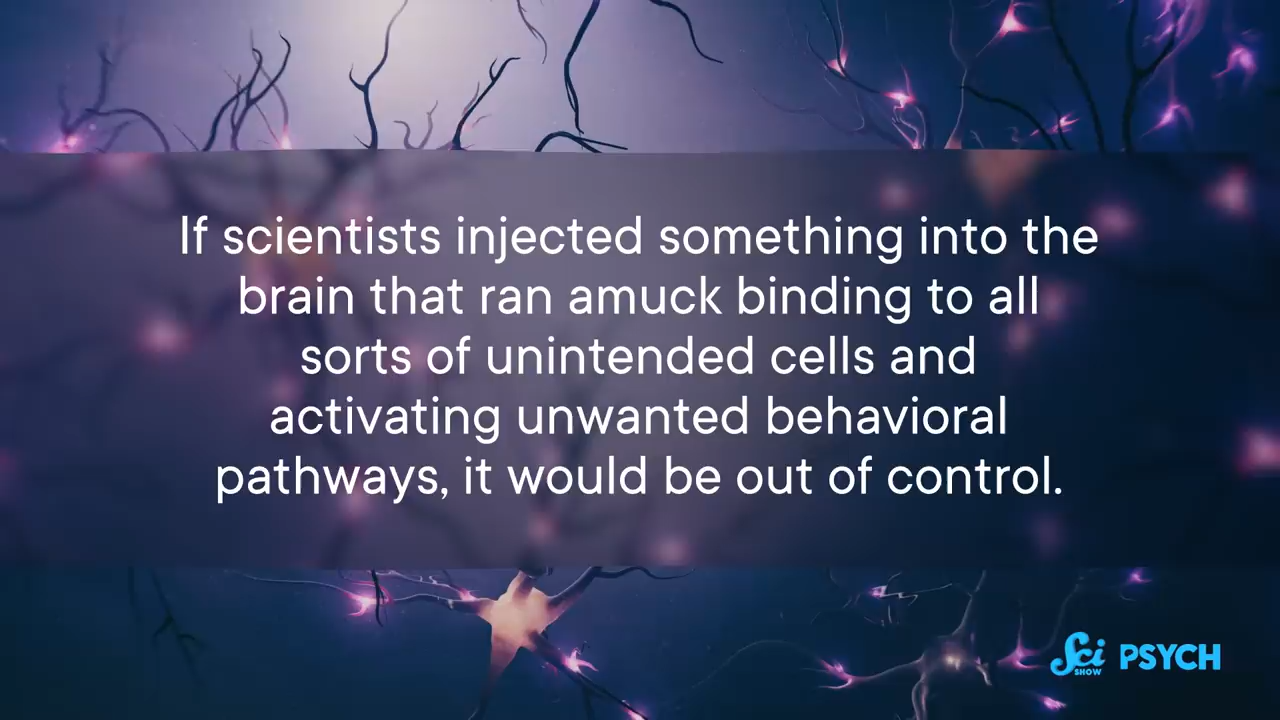 If scientists injected something into the
brain that ran amuck binding to all
sorts of unintended cells and
activating unwanted behavioral
pathways, it would be out of control.
Sci SHOW PSYCH